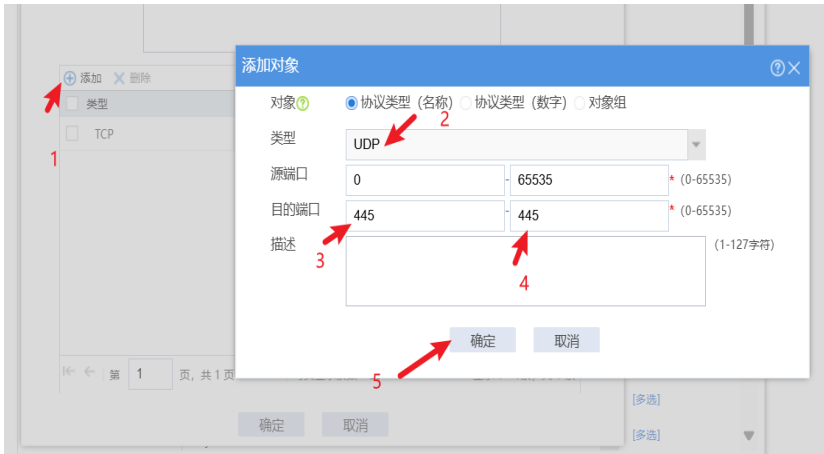 添加对象
添加 删除
对象 协议类型（名称） 协议类型（数字） 对象组
类型
2
类型 UDP
TCP
1
源端口 0 - 65535 * (0-65535)
目的端口 445 - 445 * (0-65535)
3
描述 (1-127字符)
4
确定 取消
第 1 页，共1页
5
[多选]
确定 取消
[多选]